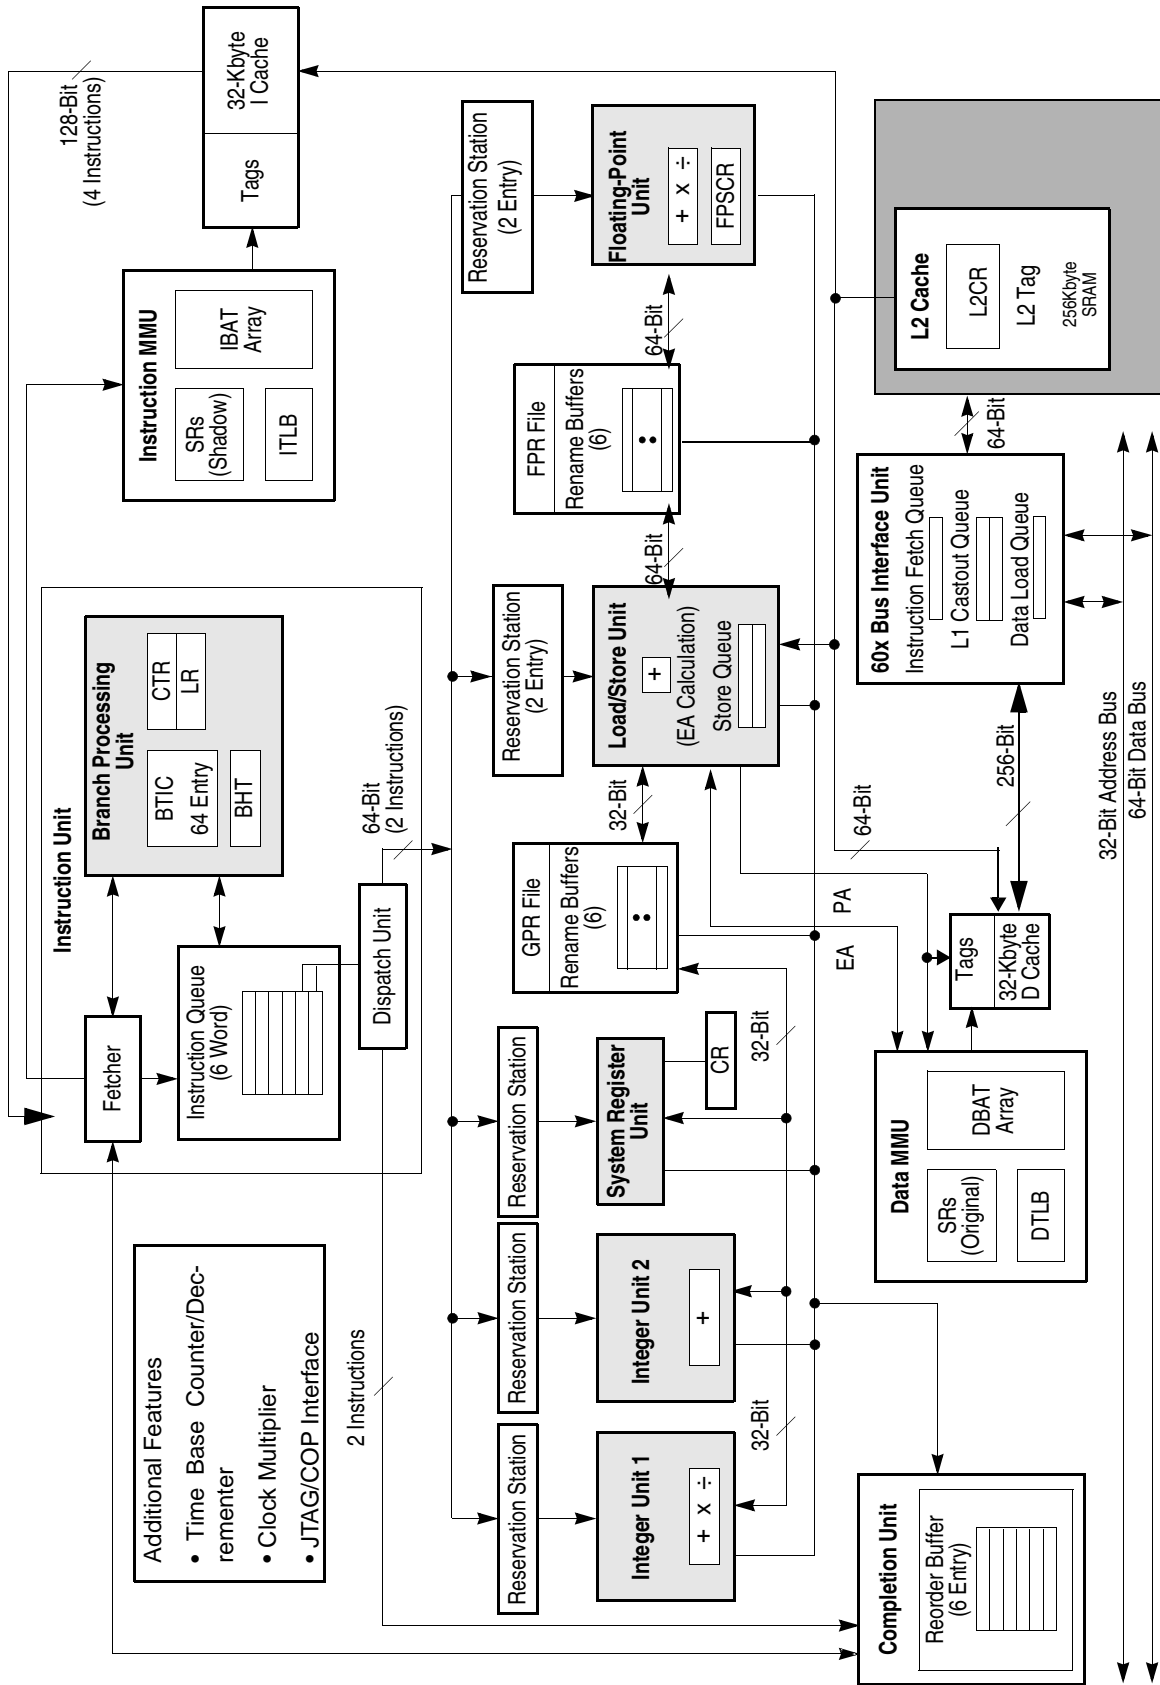 Additional Features
• Time Base Counter/Dec-
rementer
• Clock Multiplier
• JTAG/COP Interface
Instruction Unit
Fetcher
Branch Processing
Unit
BTIC
64 Entry
CTR
LR
BHT
Instruction Queue
(6 Word)
Dispatch Unit
2 Instructions
64-Bit
(2 Instructions)
128-Bit
(4 Instructions)
Instruction MMU
SRs
(Shadow)
IBAT
Array
ITLB
Tags
32-Kbyte
I Cache
Reservation Station
Reservation Station
Reservation Station
Reservation Station
(2 Entry)
Reservation Station
(2 Entry)
Integer Unit 1
+ x ÷
Integer Unit 2
+
System Register
Unit
CR
GPR File
Rename Buffers
(6)
32-Bit
Load/Store Unit
+
(EA Calculation)
Store Queue
64-Bit
FPR File
Rename Buffers
(6)
64-Bit
Floating-Point
Unit
+ x ÷
FPSCR
32-Bit
32-Bit
EA
PA
64-Bit
Completion Unit
Reorder Buffer
(6 Entry)
Data MMU
SRs
(Original)
DBAT
Array
DTLB
Tags
32-Kbyte
D Cache
256-Bit
60x Bus Interface Unit
Instruction Fetch Queue
L1 Castout Queue
Data Load Queue
64-Bit
L2 Cache
L2CR
L2 Tag
256Kbyte
SRAM
32-Bit Address Bus
64-Bit Data Bus